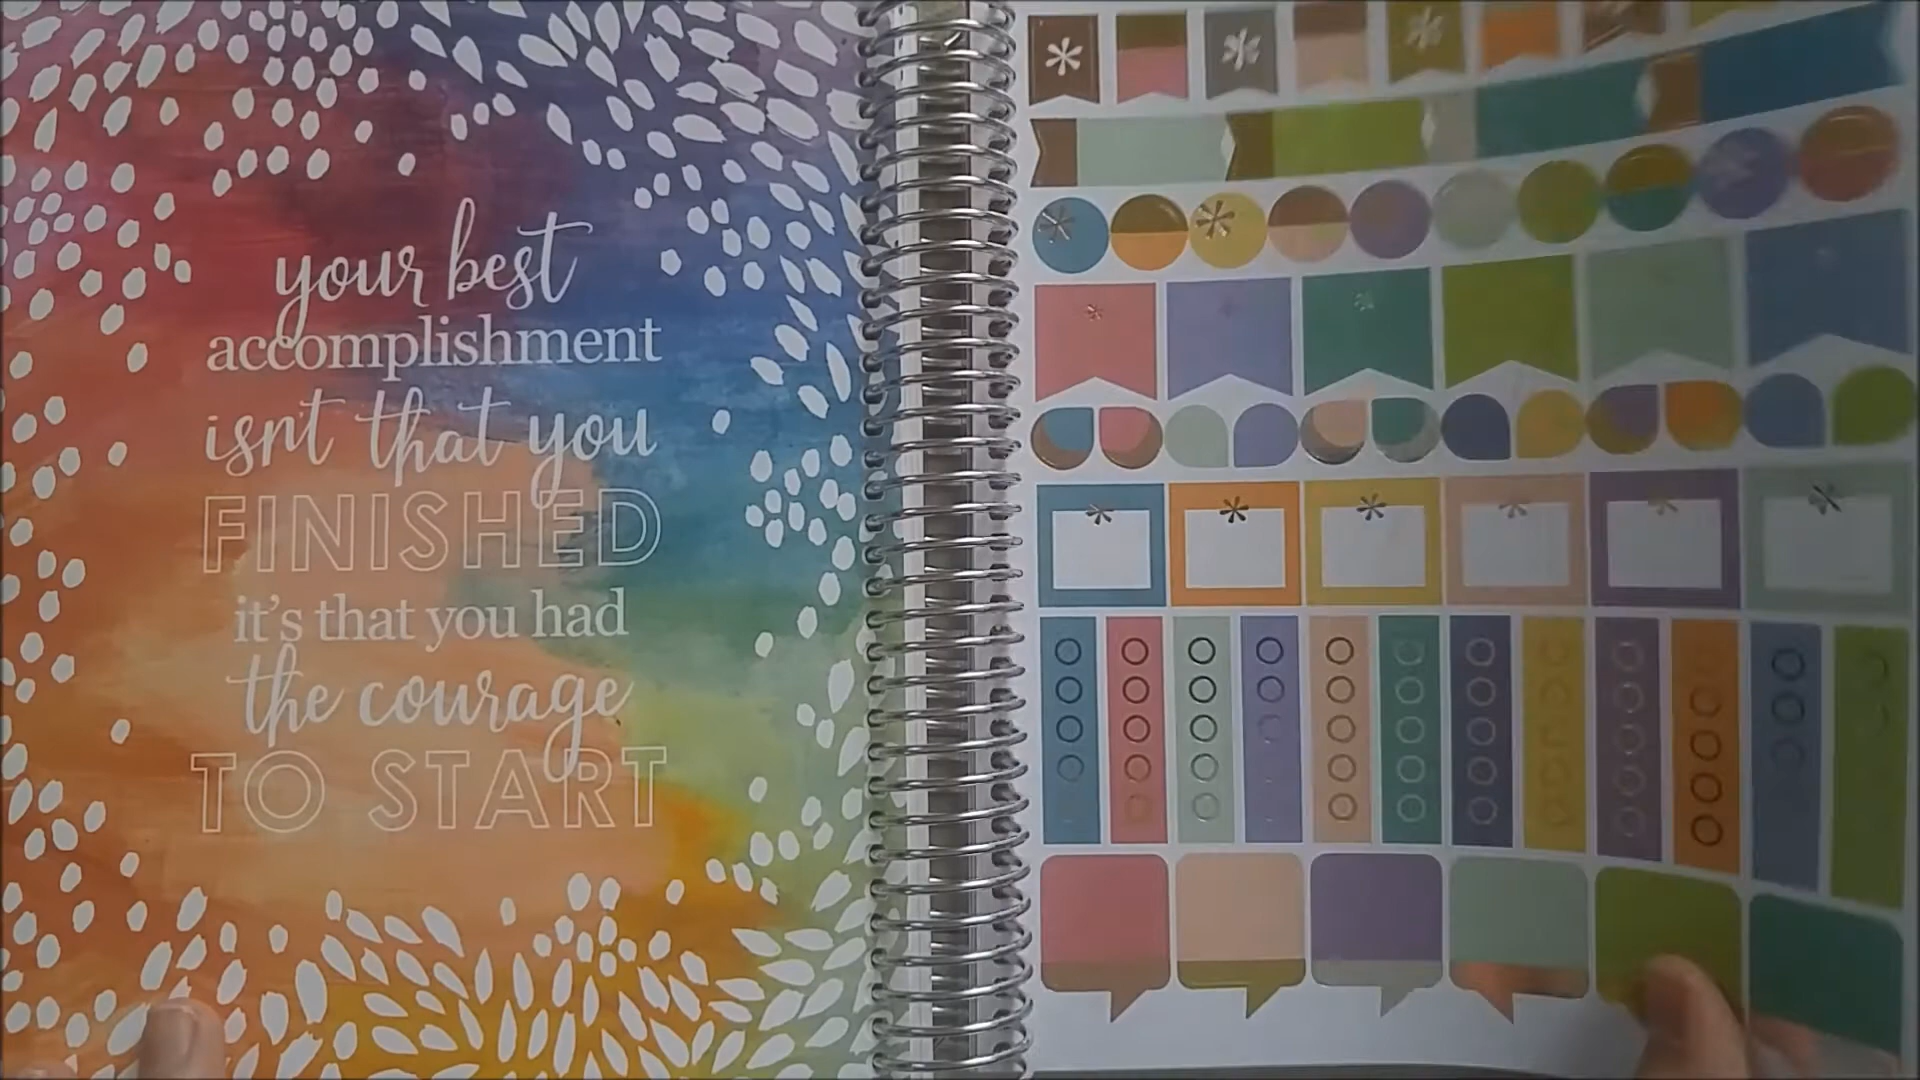 your best
accomplishment
isn't that you
FINISHED
it's that you had
the courage
TO START